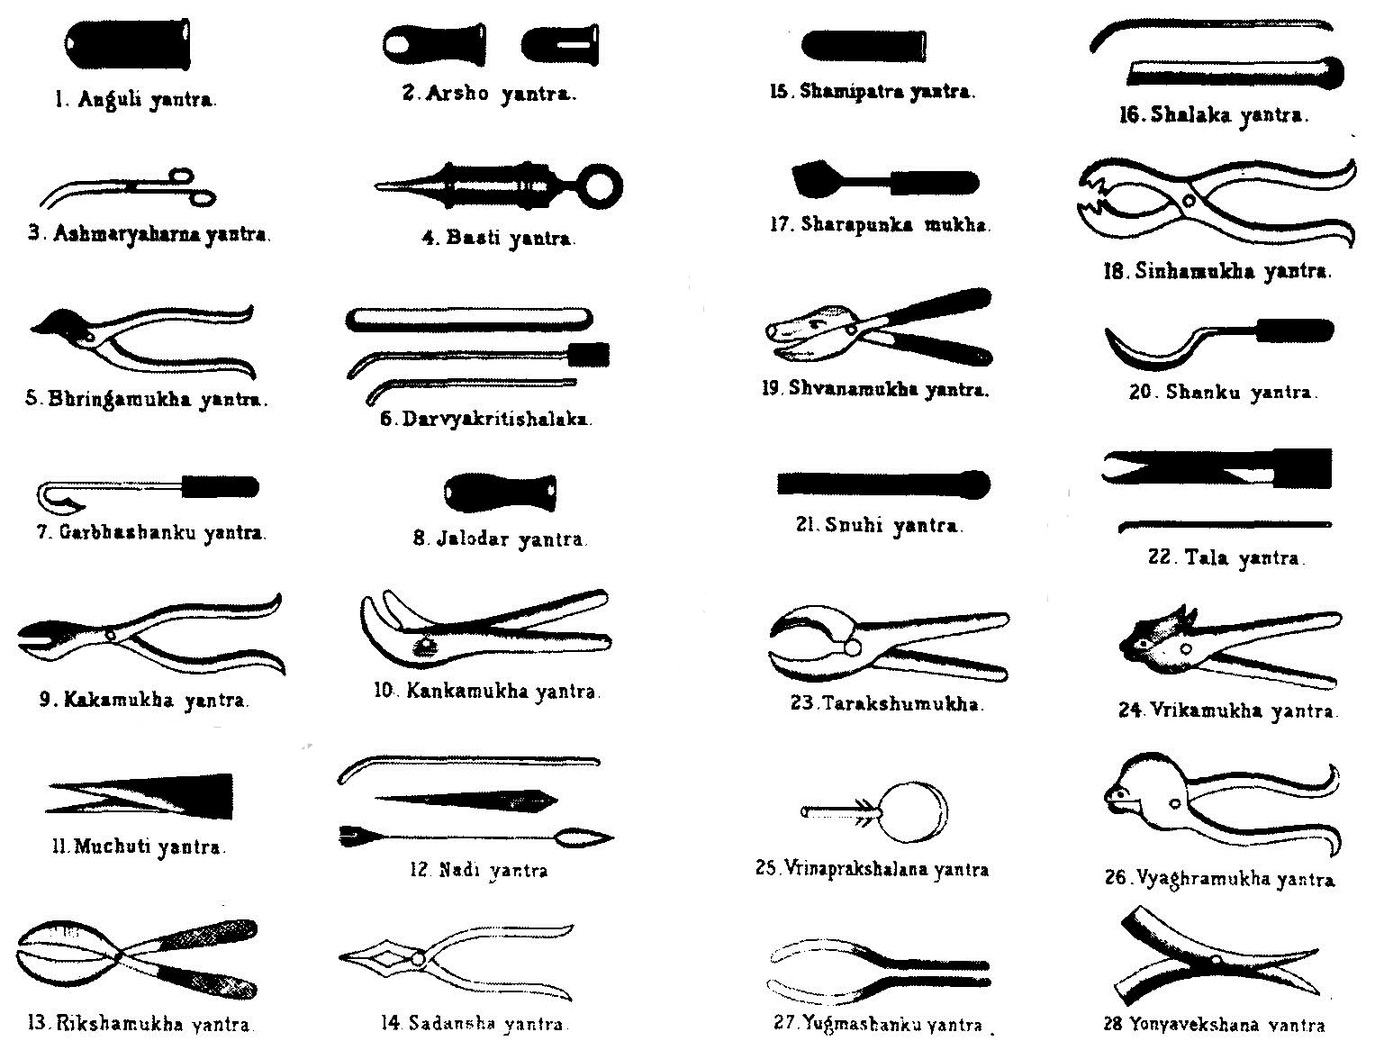 1. Anguli yantra.
2. Arsho yantra.
3. Ashmaryaharna yantra.
4. Basti yantra.
5. Bhringamukha yantra.
6. Darvyakritishalaka.
7. Garbhashanku yantra.
8. Jalodar yantra.
9. Kakamukha yantra.
10. Kankamukha yantra.
11. Muchuti yantra.
12. Nadi yantra
13. Rikshamukha yantra.
14. Sadansha yantra.
15. Shamipatra yantra.
16. Shalaka yantra.
17. Sharapunka mukha.
18. Sinhamukha yantra.
19. Shvanamukha yantra.
20. Shanku yantra.
21. Snuhi yantra.
22. Tala yantra.
23. Tarakshumukha.
24. Vrikamukha yantra.
25. Vrinaprakshalana yantra
26. Vyaghramukha yantra
27. Yugmashanku yantra.
28 Yonyavekshana yantra